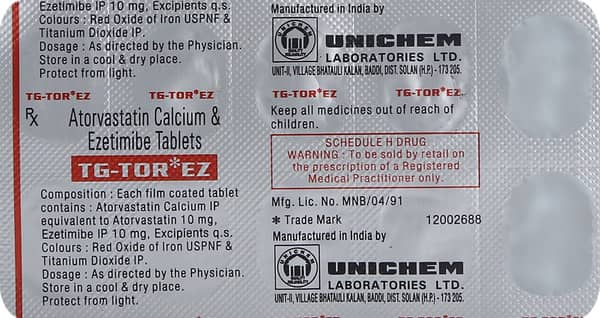 Ezetimibe IP 10 mg, Excipients q.s.
Colours : Red Oxide of Iron USPNF &
Titanium Dioxide IP.
Dosage : As directed by the Physician.
Store in a cool & dry place.
Protect from light.
Manufactured in India by
UNICHEM
LABORATORIES LTD.
UNIT-II, VILLAGE BHATAULI KALAN, BADDI, DIST. SOLAN (H.P.) - 173 205.
TG-TOR*EZ TG-TOR*EZ TG-TOR*EZ TG-TOR*EZ
Rx Atorvastatin Calcium &
Ezetimibe Tablets
TG-TOR*EZ
Composition : Each film coated tablet
contains : Atorvastatin Calcium IP
equivalent to Atorvastatin 10 mg,
Ezetimibe IP 10 mg, Excipients q.s.
Colours : Red Oxide of Iron USPNF &
Titanium Dioxide IP.
Dosage : As directed by the Physician.
Store in a cool & dry place.
Protect from light.
Keep all medicines out of reach of
children.
SCHEDULE H DRUG
WARNING : To be sold by retail on
the prescription of a Registered
Medical Practitioner only.
Mfg. Lic. No. MNB/04/91
* Trade Mark 12002688
Manufactured in India by
UNICHEM
LABORATORIES LTD.
UNIT-II, VILLAGE BHATAULI KALAN, BADDI, DIST. SOLAN (H.P.) - 173 205.